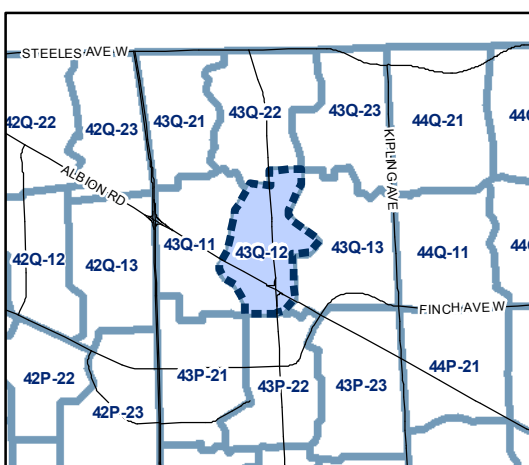 STEELES AVE W
42Q-22
42Q-23
43Q-21
43Q-22
43Q-23
44Q-21
KIPLING AVE
ALBION RD
42Q-12
42Q-13
43Q-11
43Q-12
43Q-13
44Q-11
FINCH AVE W
42P-22
42P-23
43P-21
43P-22
43P-23
44P-21